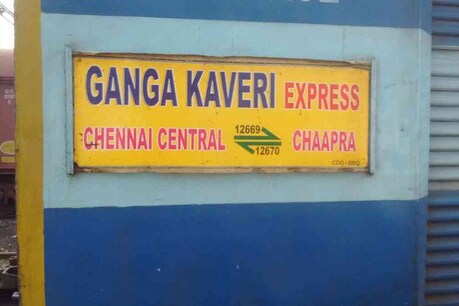 GANGA KAVERI EXPRESS
12669
CHENNAI CENTRAL CHAAPRA
12670